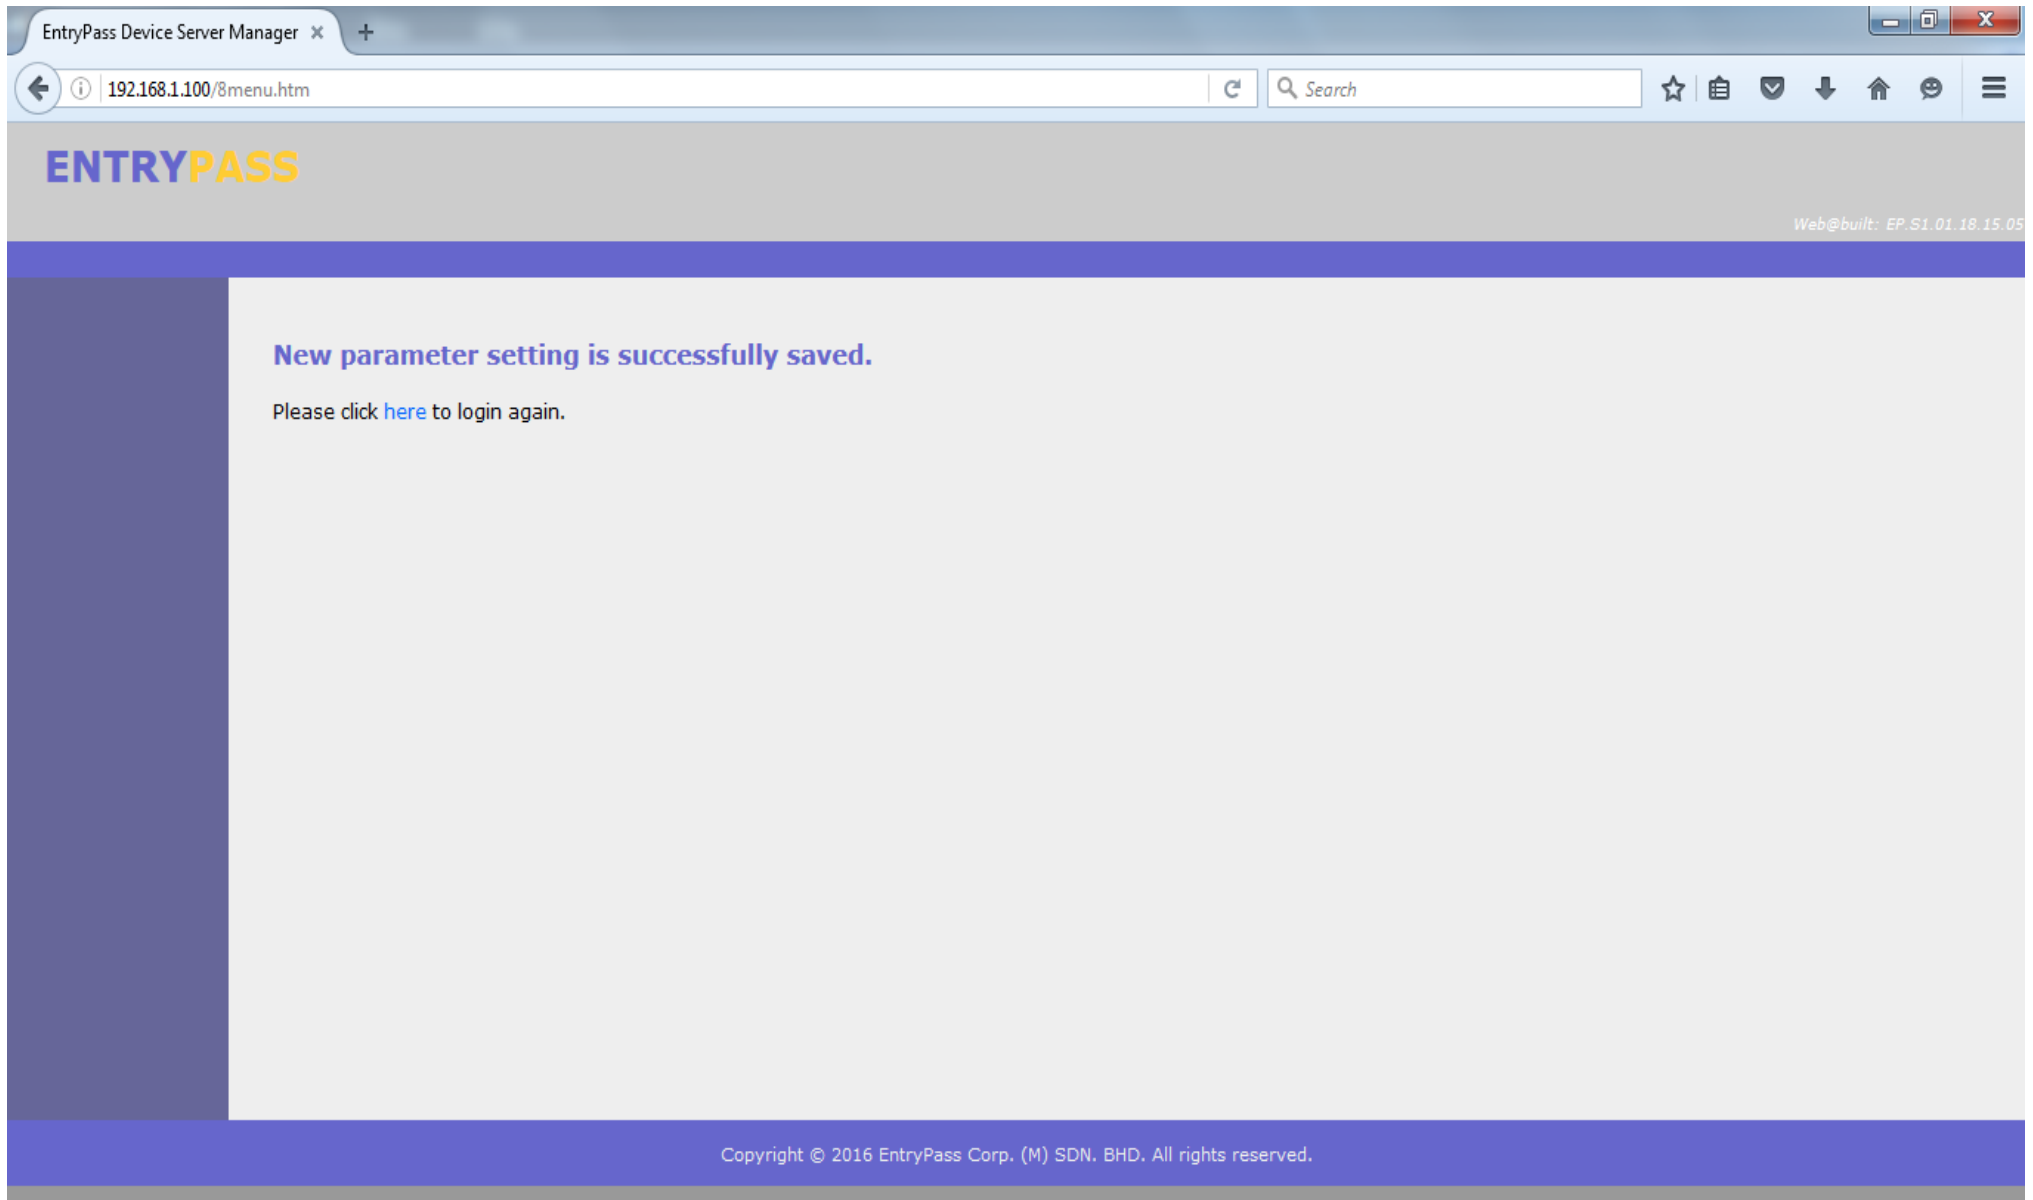 EntryPass Device Server Manager
192.168.1.100/8menu.htm
Search
ENTRYPASS
Web@built: EP.S1.01.18.15.05
New parameter setting is successfully saved.
Please click here to login again.
Copyright © 2016 EntryPass Corp. (M) SDN. BHD. All rights reserved.